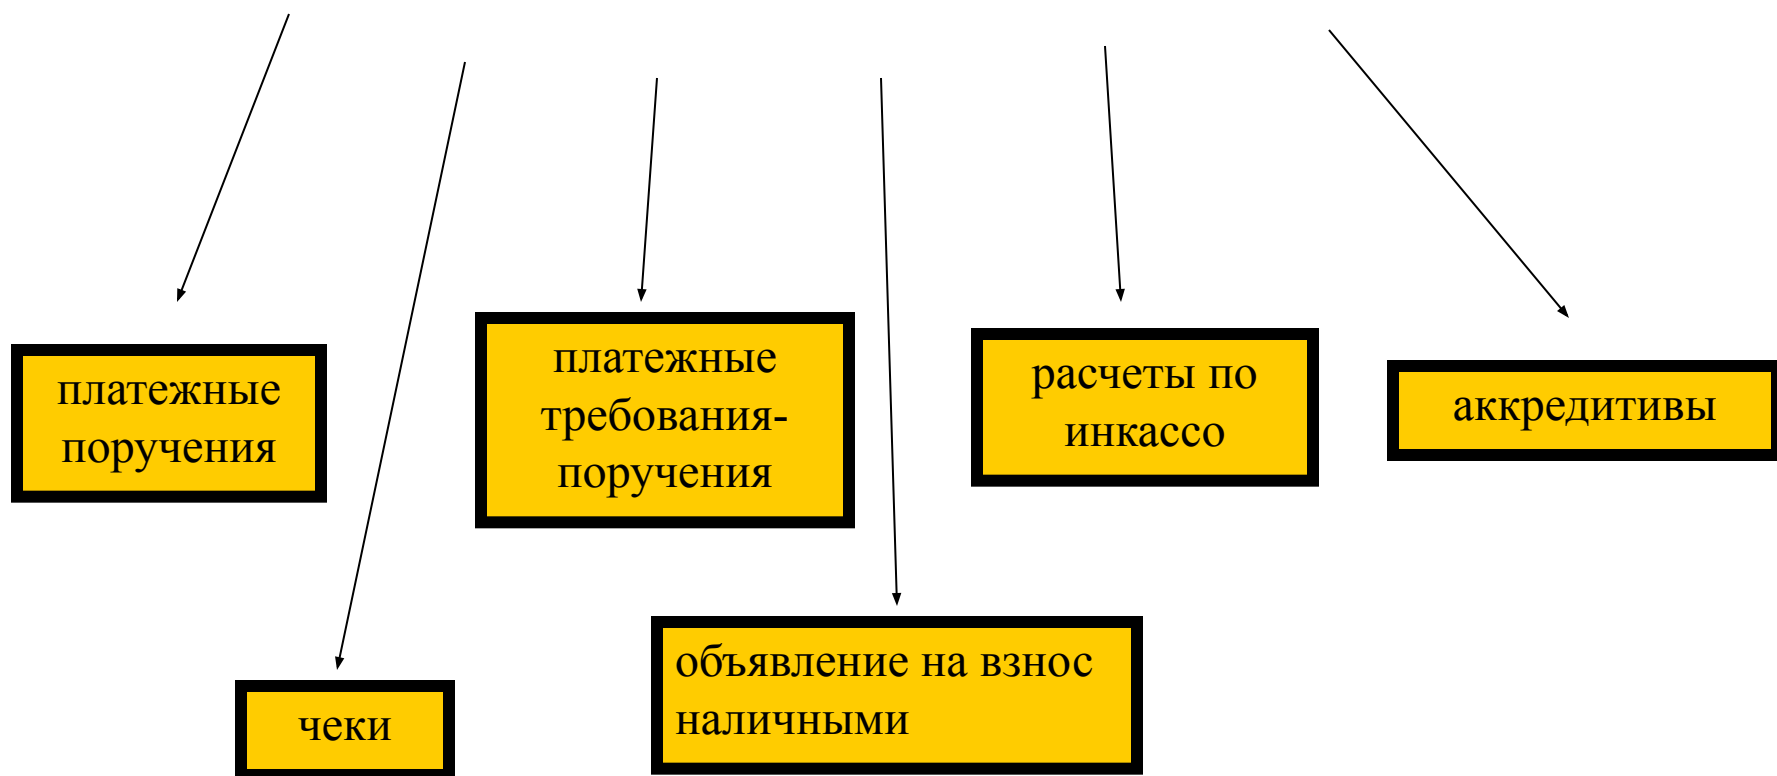 платежные
поручения
платежные
требования-
поручения
расчеты по
инкассо
аккредитивы
чеки
объявление на взнос
наличными